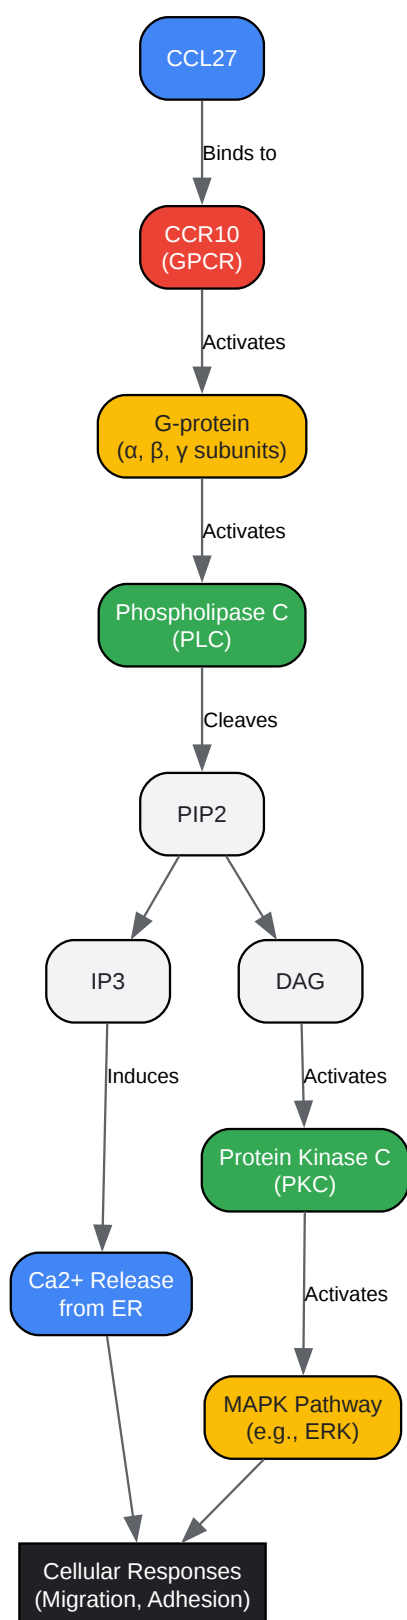 CCL27
Binds to
CCR10
(GPCR)
Activates
G-protein
(α, β, γ subunits)
Activates
Phospholipase C
(PLC)
Cleaves
PIP2
IP3
DAG
Induces
Activates
Protein Kinase C
(PKC)
Ca2+ Release
from ER
Activates
MAPK Pathway
(e.g., ERK)
Cellular Responses
(Migration, Adhesion)